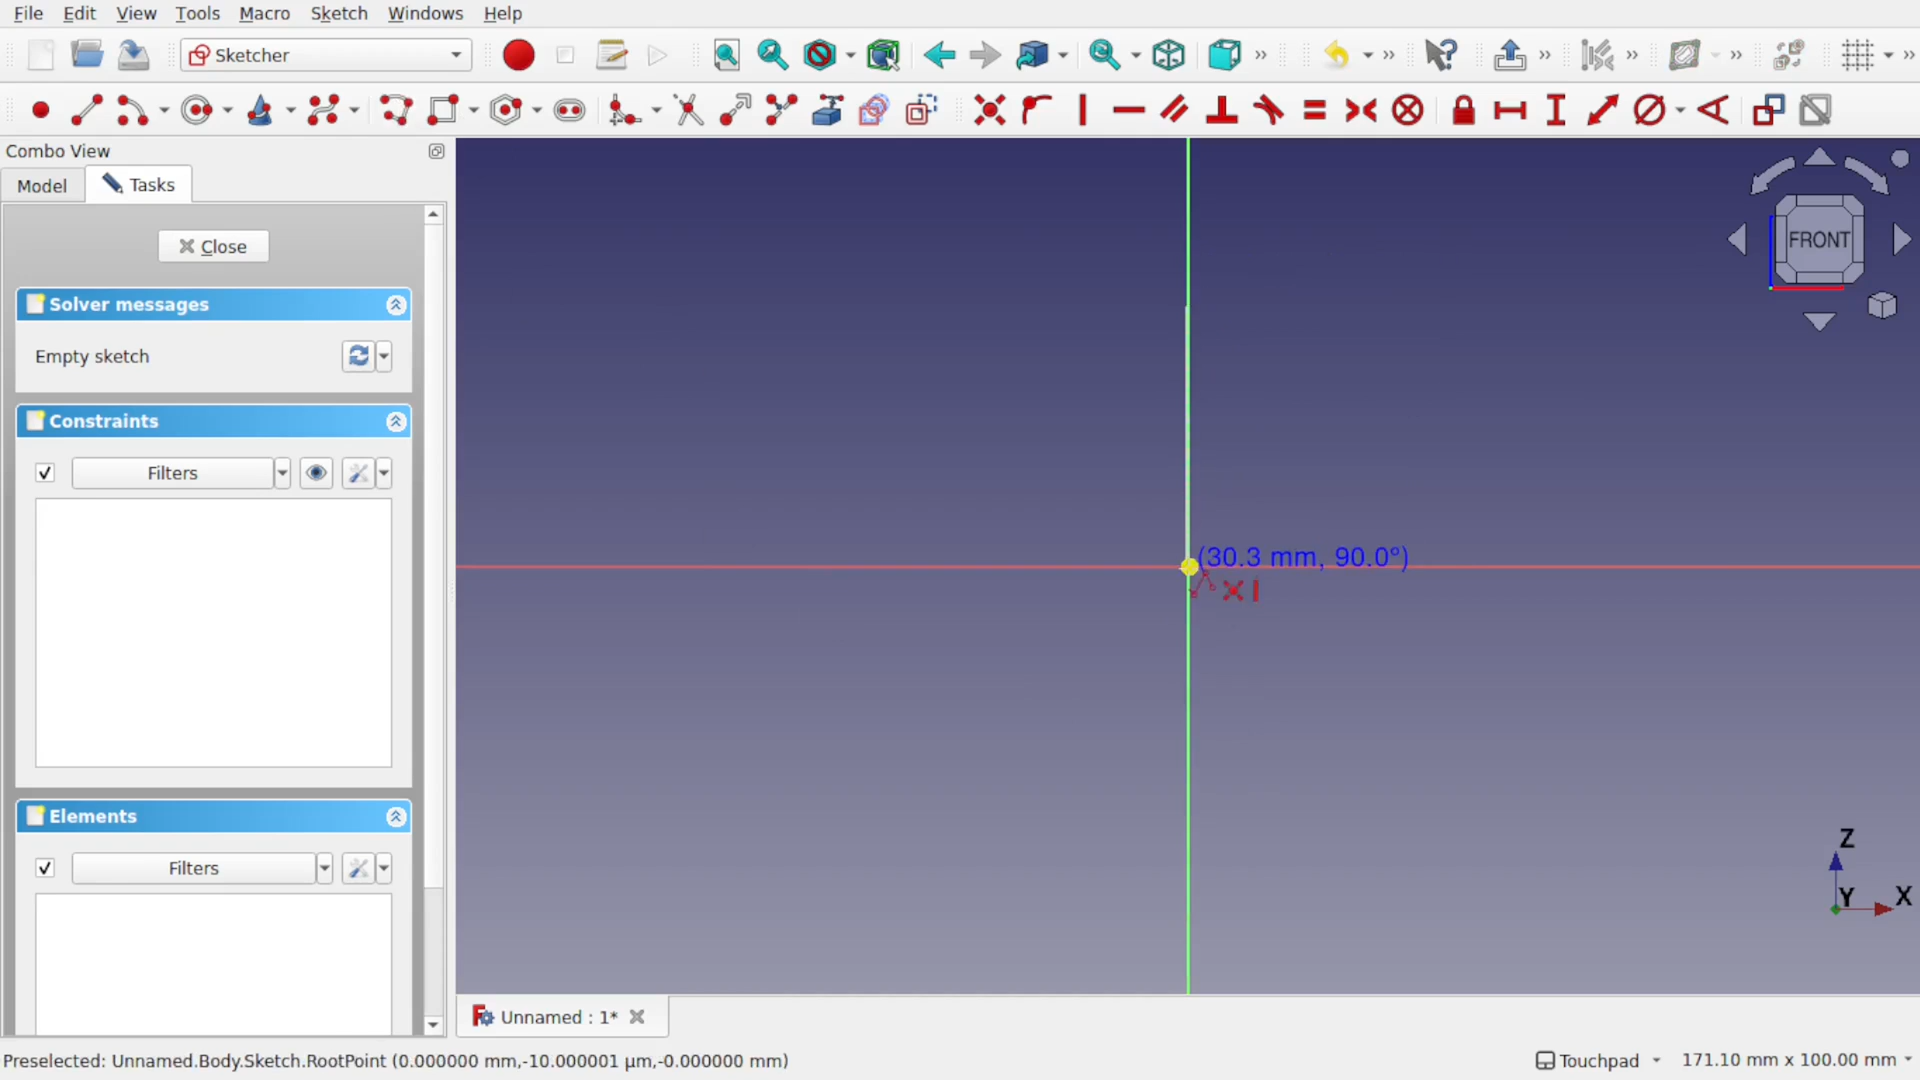 File Edit View Tools Macro Sketch Windows Help
Sketcher
Combo View
Model Tasks
Close
Solver messages
Empty sketch
Constraints
Filters
Elements
Filters
(30.3 mm, 90.0°)
FRONT
Z
Y X
Unnamed : 1*
Preselected: Unnamed.Body.Sketch.RootPoint (0.000000 mm,-10.000001 µm,-0.000000 mm)
Touchpad 171.10 mm x 100.00 mm